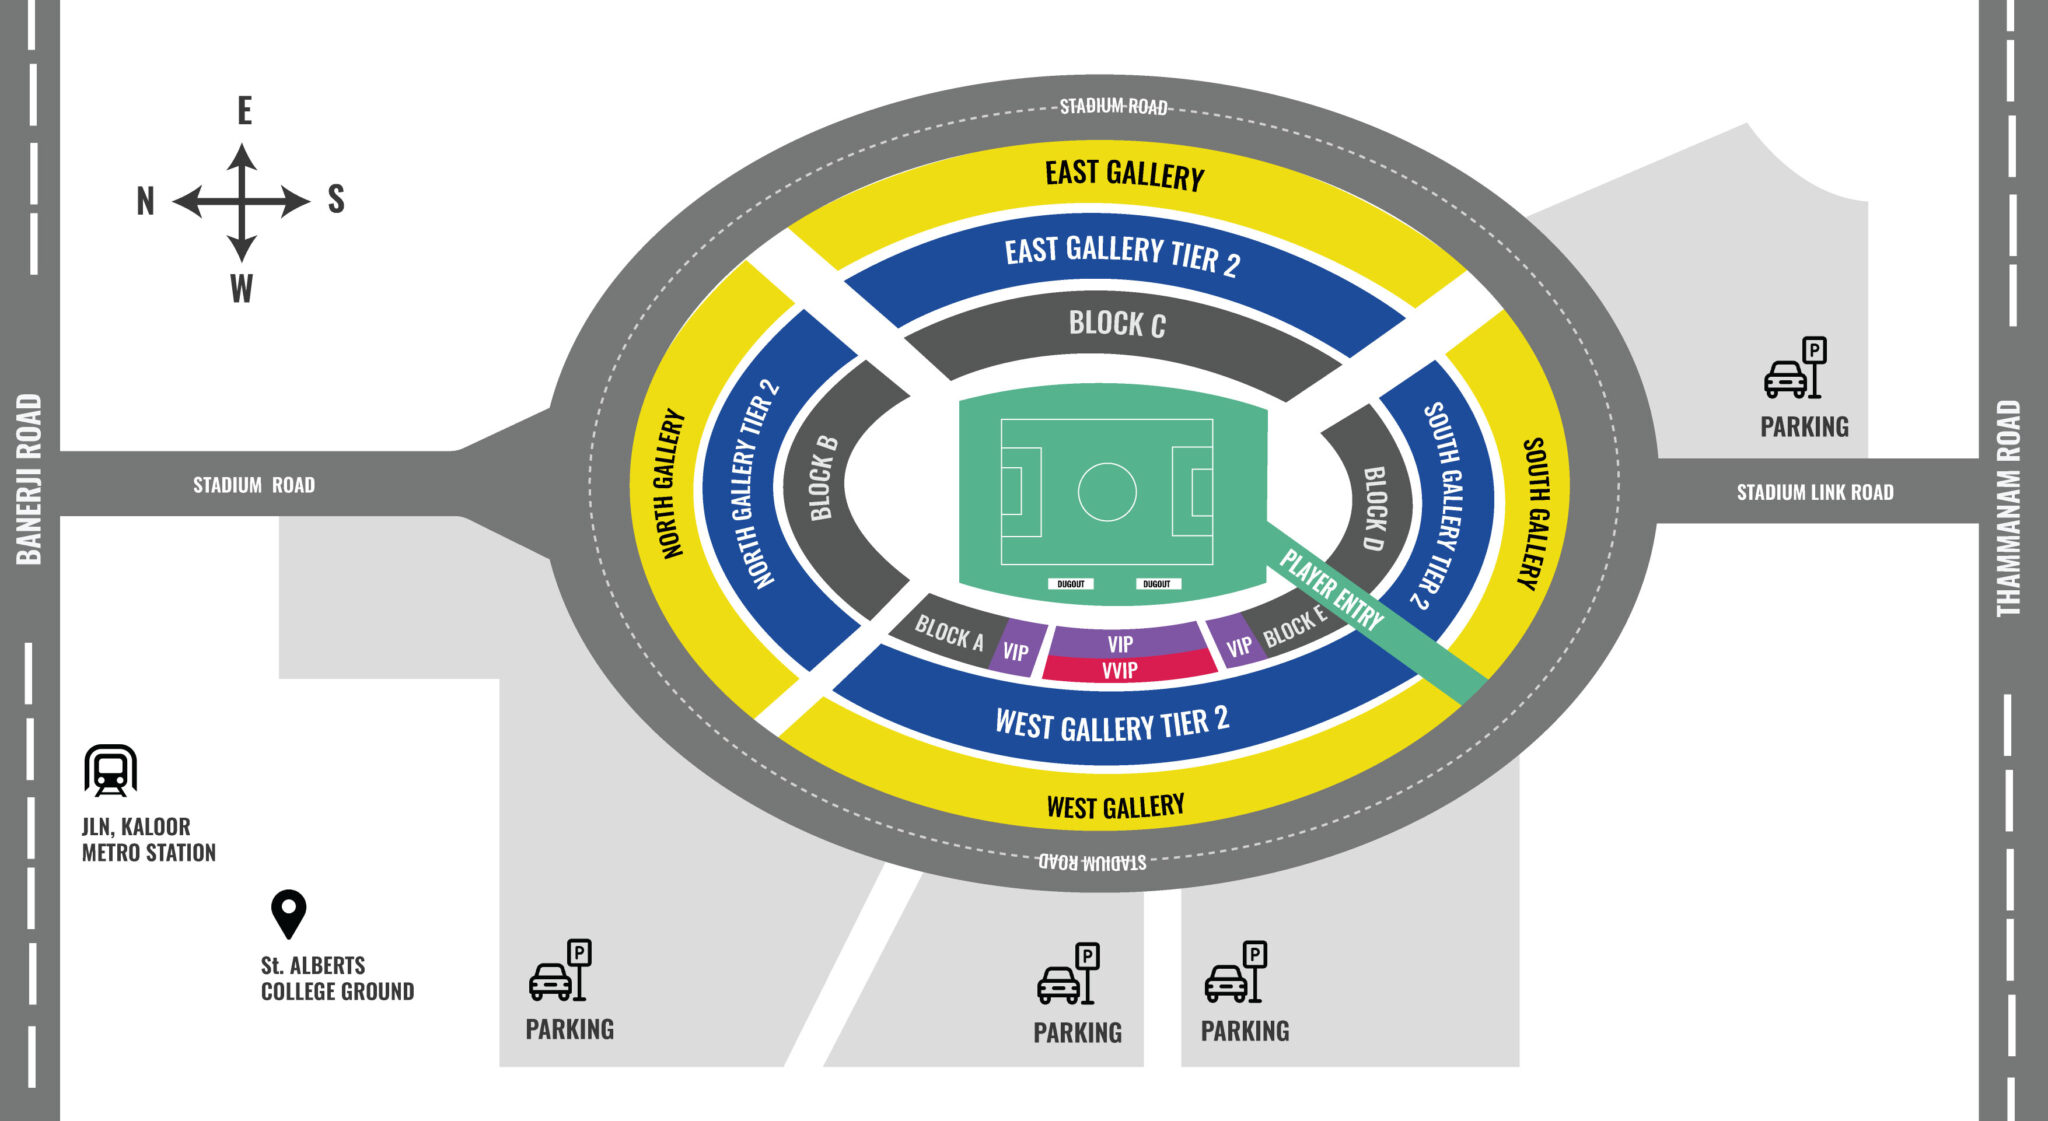 E
N
S
W
STADIUM ROAD
EAST GALLERY
EAST GALLERY TIER 2
BLOCK C
P
PARKING
BANERJI ROAD
STADIUM ROAD
NORTH GALLERY
NORTH GALLERY TIER 2
BLOCK B
BLOCK D
SOUTH GALLERY TIER 2
SOUTH GALLERY
STADIUM LINK ROAD
THAMMANAM ROAD
DUGOUT
DUGOUT
PLAYER ENTRY
BLOCK A
VIP
VIP
VVIP
VIP
BLOCK E
WEST GALLERY TIER 2
WEST GALLERY
STADIUM ROAD
JLN, KALOOR
METRO STATION
St. ALBERTS
COLLEGE GROUND
P
PARKING
P
PARKING
P
PARKING